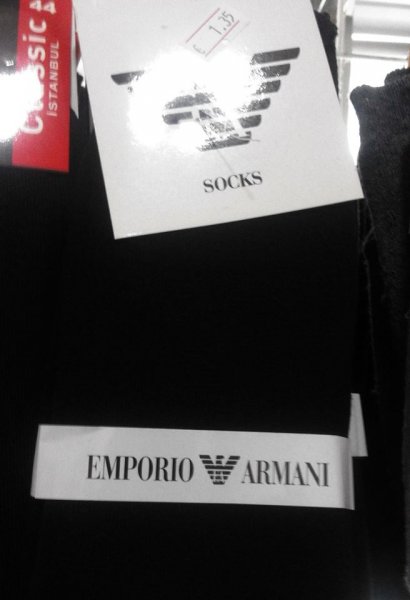 Classic
ISTANBUL
£ 1.35
SOCKS
EMPORIO ARMANI